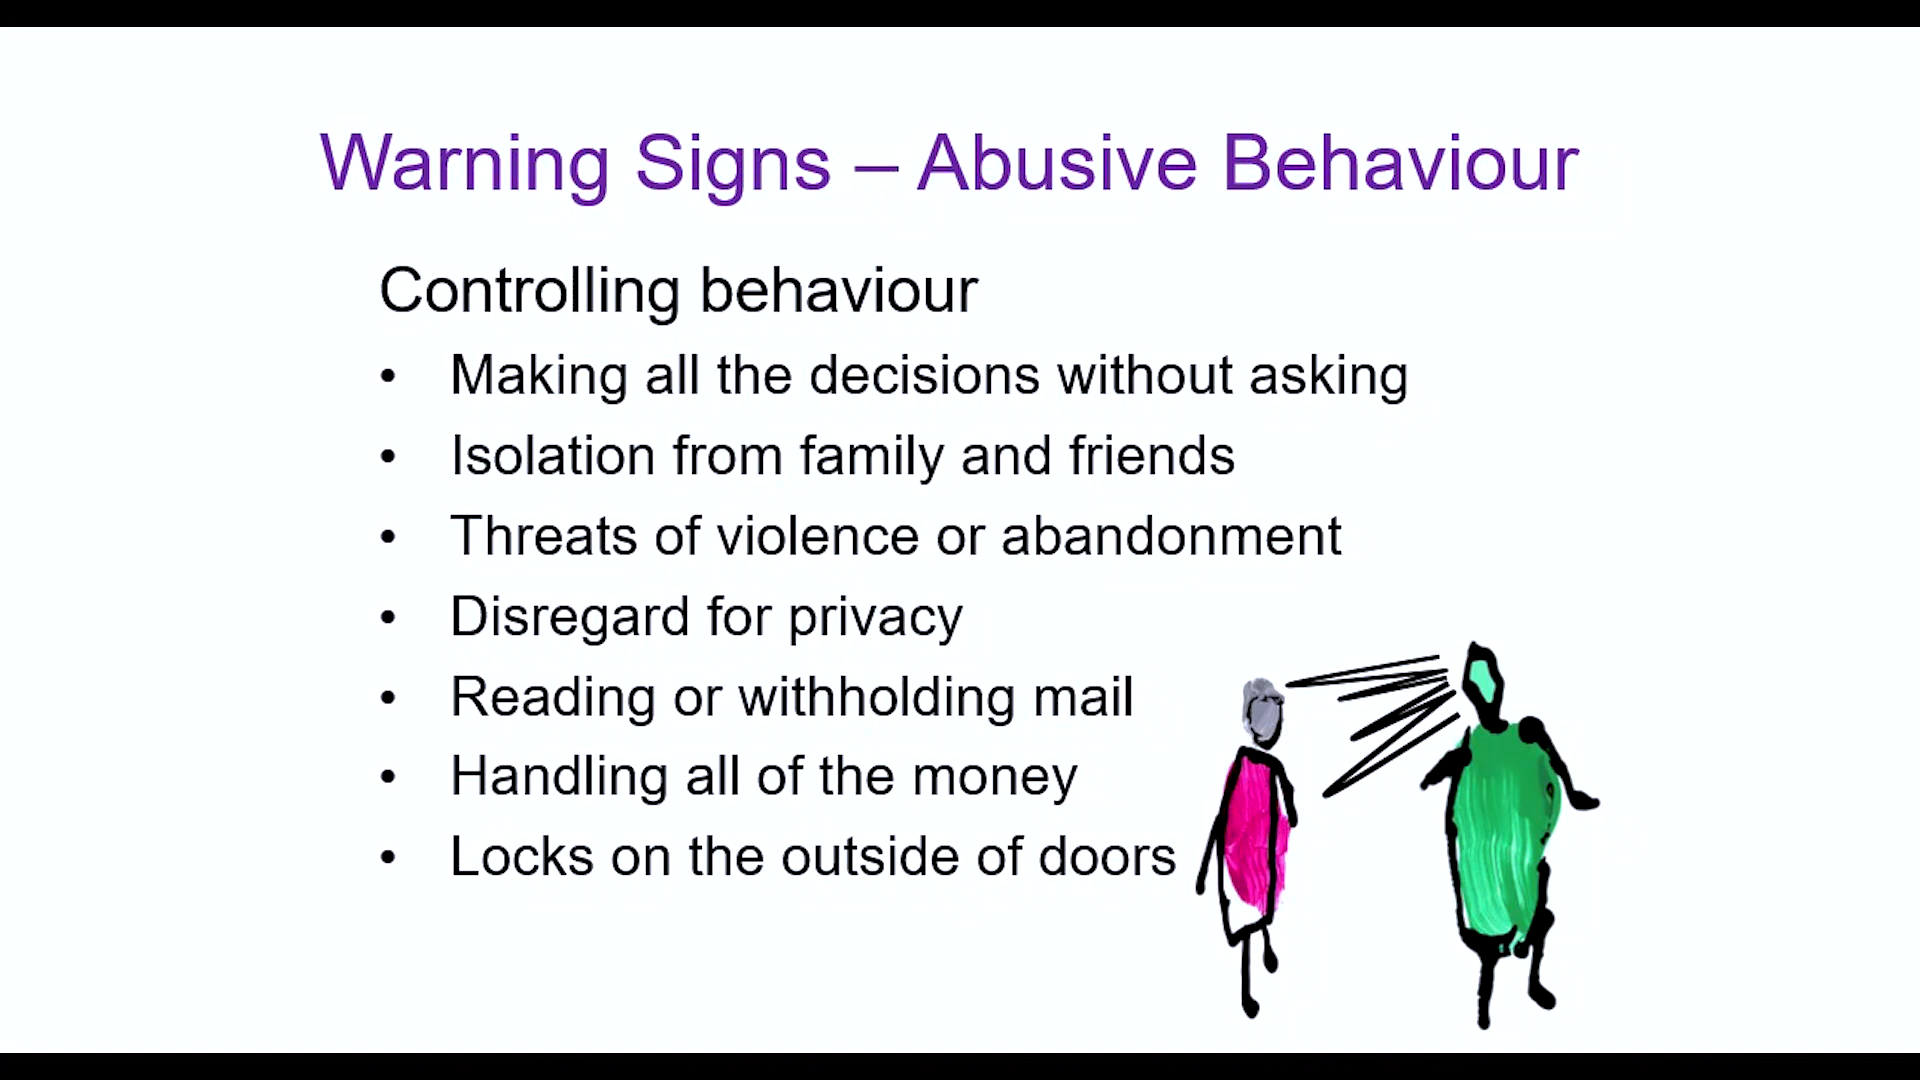 Warning Signs – Abusive Behaviour
Controlling behaviour
• Making all the decisions without asking
• Isolation from family and friends
• Threats of violence or abandonment
• Disregard for privacy
• Reading or withholding mail
• Handling all of the money
• Locks on the outside of doors